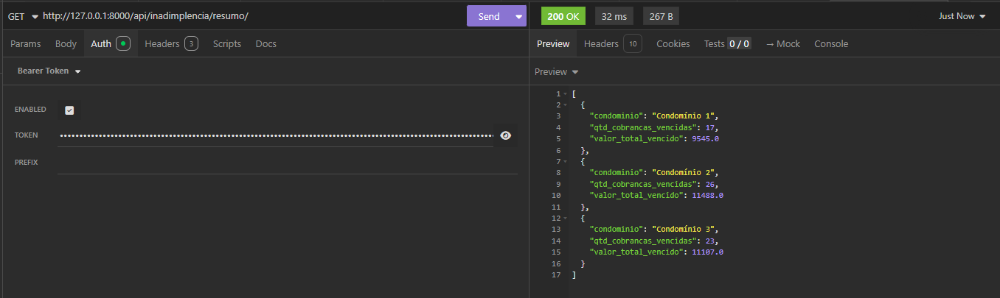 GET http://127.0.0.1:8000/api/inadimplencia/resumo/ Send
200 OK 32 ms 267 B Just Now
Params Body Auth Headers 3 Scripts Docs
Preview Headers 10 Cookies Tests 0 / 0 → Mock Console
Bearer Token
Preview
ENABLED
TOKEN ••••••••••••••••••••••••••••••••••••••••••••••••••••••••••••••••••••••••••••••••••••••••••••••••••••••••••••••
PREFIX
1 [
2 {
3 "condominio": "Condomínio 1",
4 "qtd_cobrancas_vencidas": 17,
5 "valor_total_vencido": 9545.0
6 },
7 {
8 "condominio": "Condomínio 2",
9 "qtd_cobrancas_vencidas": 26,
10 "valor_total_vencido": 11488.0
11 },
12 {
13 "condominio": "Condomínio 3",
14 "qtd_cobrancas_vencidas": 23,
15 "valor_total_vencido": 11107.0
16 }
17 ]